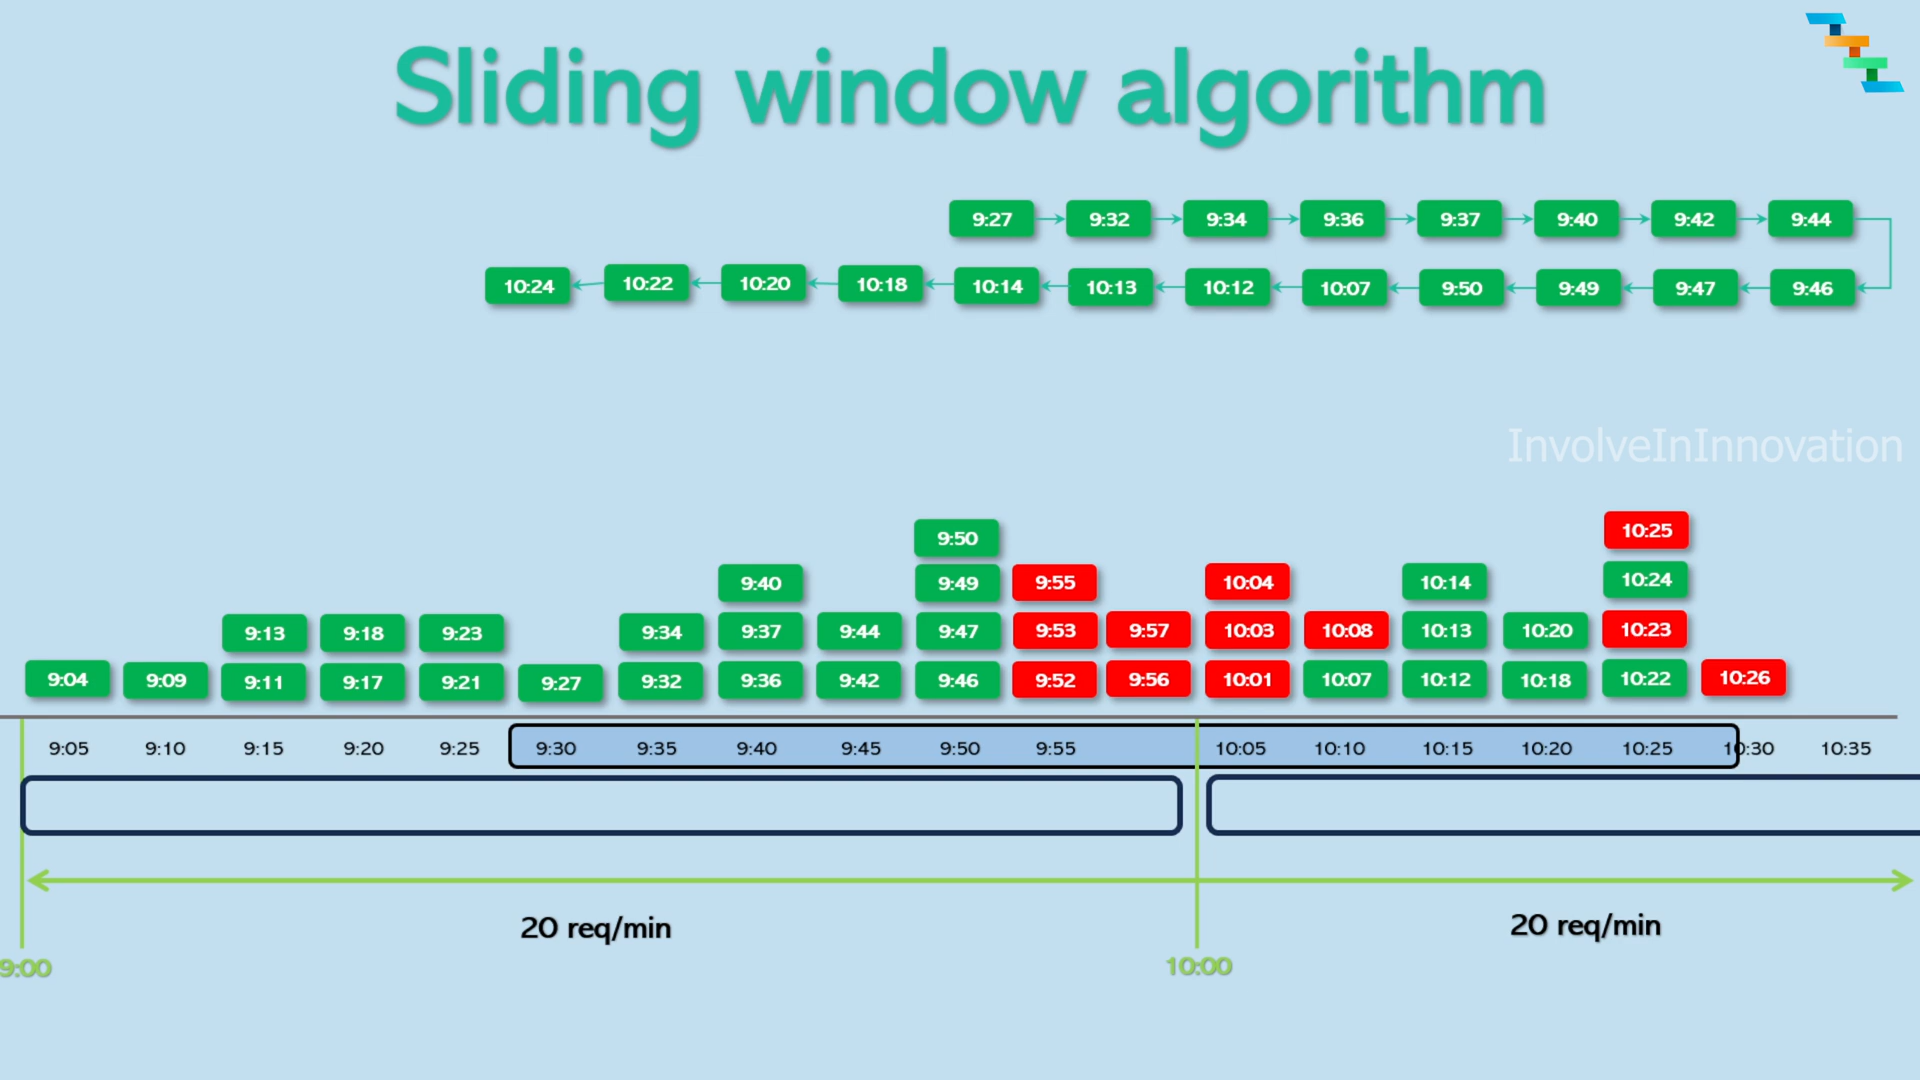 Sliding window algorithm
9:27 9:32 9:34 9:36 9:37 9:40 9:42 9:44
10:24 10:22 10:20 10:18 10:14 10:13 10:12 10:07 9:50 9:49 9:47 9:46
InvolveInInnovation
10:25
9:50
9:40 9:49 9:55 10:04 10:14 10:24
9:13 9:18 9:23 9:34 9:37 9:44 9:47 9:53 9:57 10:03 10:08 10:13 10:20 10:23
9:04 9:09 9:11 9:17 9:21 9:27 9:32 9:36 9:42 9:46 9:52 9:56 10:01 10:07 10:12 10:18 10:22 10:26
9:05 9:10 9:15 9:20 9:25 9:30 9:35 9:40 9:45 9:50 9:55 10:05 10:10 10:15 10:20 10:25 10:30 10:35
20 req/min 20 req/min
9:00 10:00